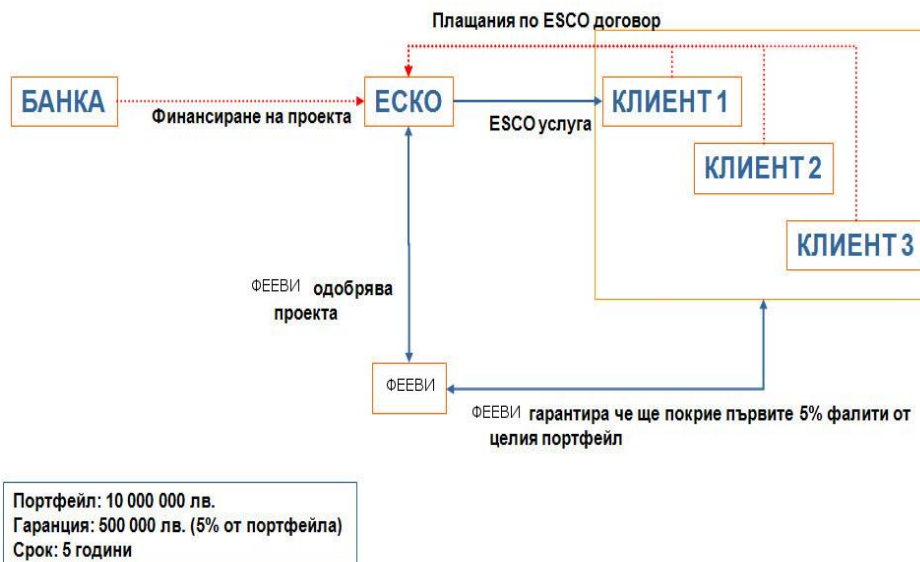 Плащания по ESCO договор
БАНКА
ЕСКО
КЛИЕНТ 1
Финансиране на проекта
ESCO услуга
КЛИЕНТ 2
КЛИЕНТ 3
ФЕЕВИ одобрява
проекта
ФЕЕВИ
ФЕЕВИ гарантира че ще покрие първите 5% фалити от
целия портфейл
Портфейл: 10 000 000 лв.
Гаранция: 500 000 лв. (5% от портфейла)
Срок: 5 години